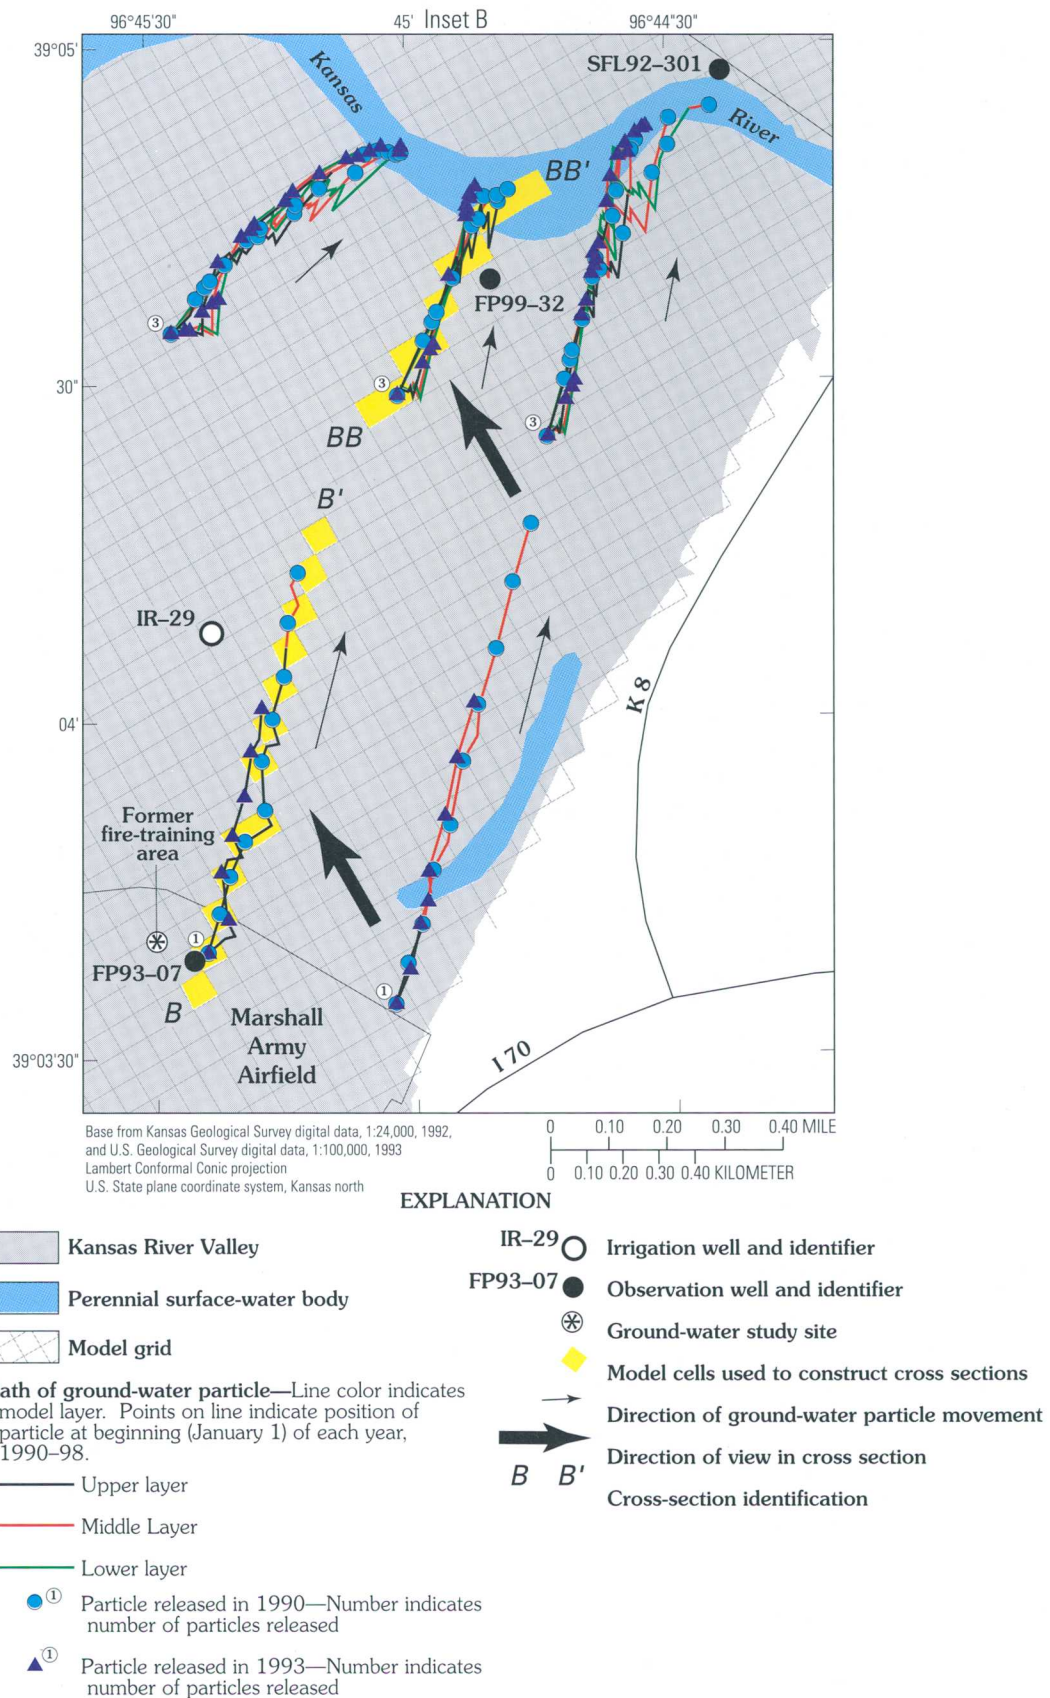 96°45'30" 45' Inset B 96°44"30"
39°05'
Kansas
SFL92–301
River
BB'
FP99–32
3
3
3
30"
BB
B'
IR–29
04'
K 8
Former
fire-training
area
1
FP93–07
B
1
Marshall
Army
Airfield
I 70
39°03'30"
Base from Kansas Geological Survey digital data, 1:24,000, 1992,
and U.S. Geological Survey digital data, 1:100,000, 1993
Lambert Conformal Conic projection
U.S. State plane coordinate system, Kansas north
0 0.10 0.20 0.30 0.40 MILE
0 0.10 0.20 0.30 0.40 KILOMETER
EXPLANATION
Kansas River Valley
Perennial surface-water body
Model grid
ath of ground-water particle—Line color indicates
model layer. Points on line indicate position of
particle at beginning (January 1) of each year,
1990–98.
Upper layer
Middle Layer
Lower layer
1 Particle released in 1990—Number indicates
number of particles released
1 Particle released in 1993—Number indicates
number of particles released
IR–29 Irrigation well and identifier
FP93–07 Observation well and identifier
Ground-water study site
Model cells used to construct cross sections
Direction of ground-water particle movement
Direction of view in cross section
B B' Cross-section identification